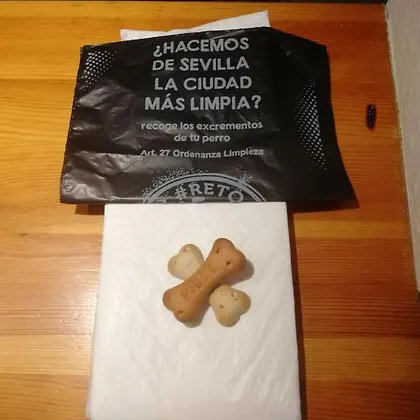 ¿HACEMOS
DE SEVILLA
LA CIUDAD
MÁS LIMPIA?
recoge los excrementos
de tu perro
Art. 27 Ordenanza Limpieza
#RETO